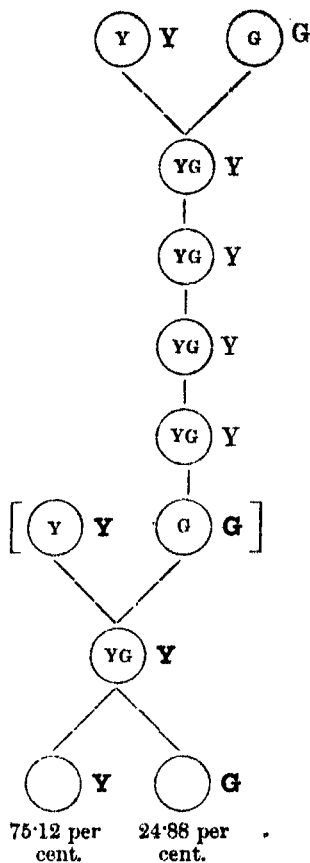 Y Y G G
YG Y
YG Y
YG Y
YG Y
[ Y Y G G ]
YG Y
Y G
75·12 per 24·88 per
cent. cent.